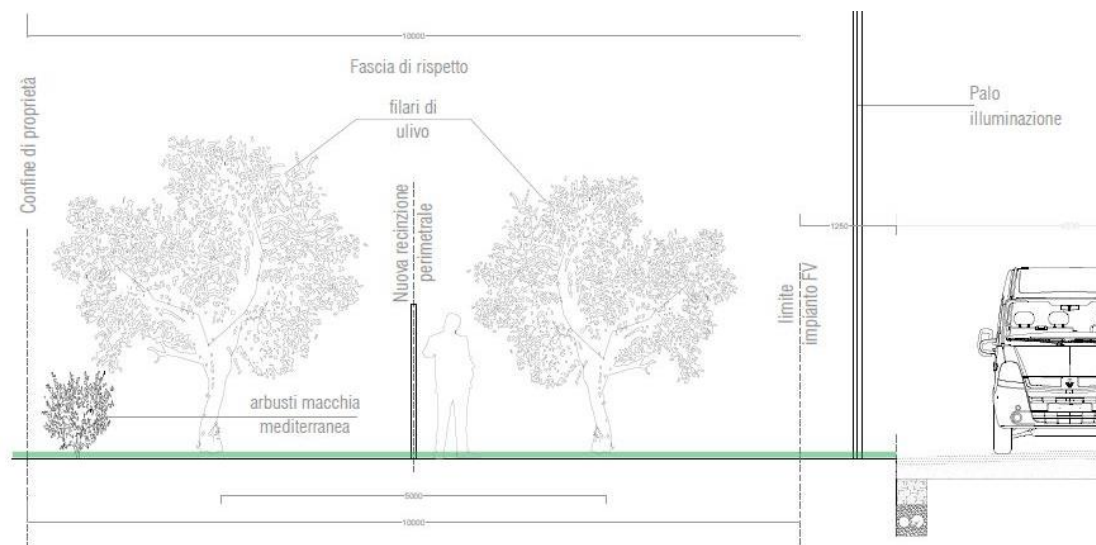 10000
Fascia di rispetto
filari di
ulivo
Confine di proprietà
Nuova recinzione
perimetrale
Palo
illuminazione
1250
limite
impianto FV
arbusti macchia
mediterranea
5000
10000